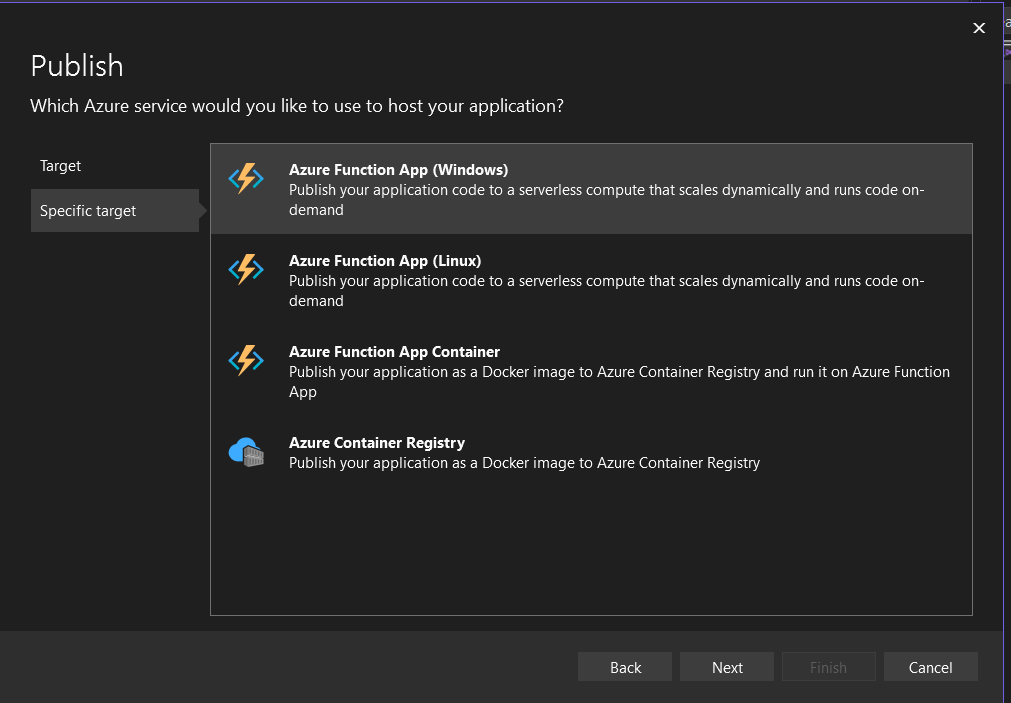 Publish
Which Azure service would you like to use to host your application?
Target
Specific target
Azure Function App (Windows)
Publish your application code to a serverless compute that scales dynamically and runs code on-
demand
Azure Function App (Linux)
Publish your application code to a serverless compute that scales dynamically and runs code on-
demand
Azure Function App Container
Publish your application as a Docker image to Azure Container Registry and run it on Azure Function
App
Azure Container Registry
Publish your application as a Docker image to Azure Container Registry
Back
Next
Finish
Cancel